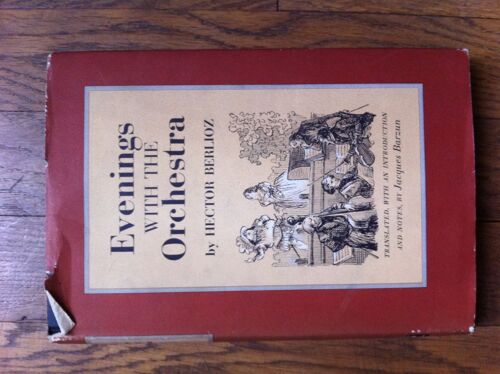 Evenings
WITH THE
Orchestra
by HECTOR BERLIOZ
TRANSLATED, WITH AN INTRODUCTION
AND NOTES, BY Jacques Barzun